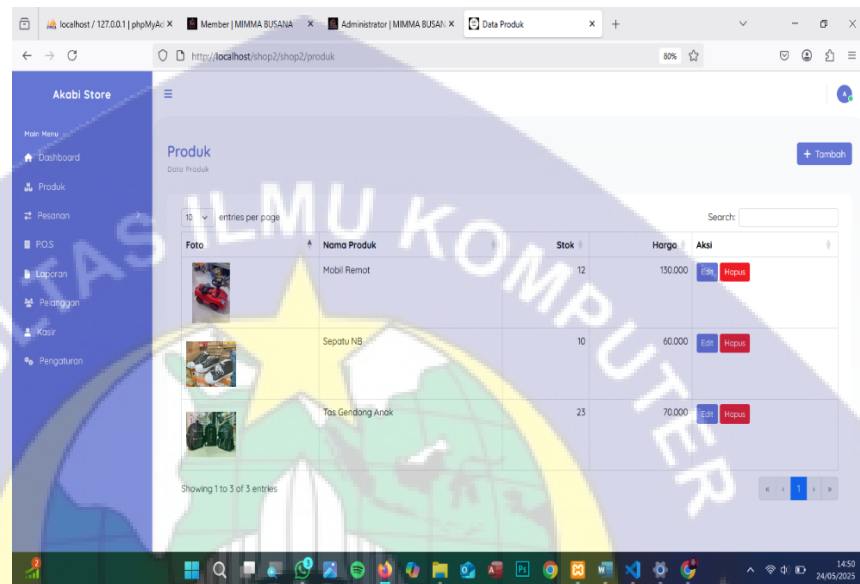 localhost / 127.0.0.1 | phpMyAd
Member | MIMMA BUSANA
Administrator | MIMMA BUSAN
Data Produk
http://localhost/shop2/shop2/produk
80%
Akabi Store
A
Main Menu
Dashboard
Produk
Pesanan
P.O.S
Laporan
Pelanggan
Kasir
Pengaturan
Produk
Data Produk
+ Tambah
10 entries per page
Search:
Foto Nama Produk Stok Harga Aksi
Mobil Remot 12 130.000 Edit Hapus
Sepatu NB 10 60.000 Edit Hapus
Tas Gendong Anak 23 70.000 Edit Hapus
Showing 1 to 3 of 3 entries
« ‹ 1 › »
TAS ILMU KOMPUTER
14:50
24/05/2025